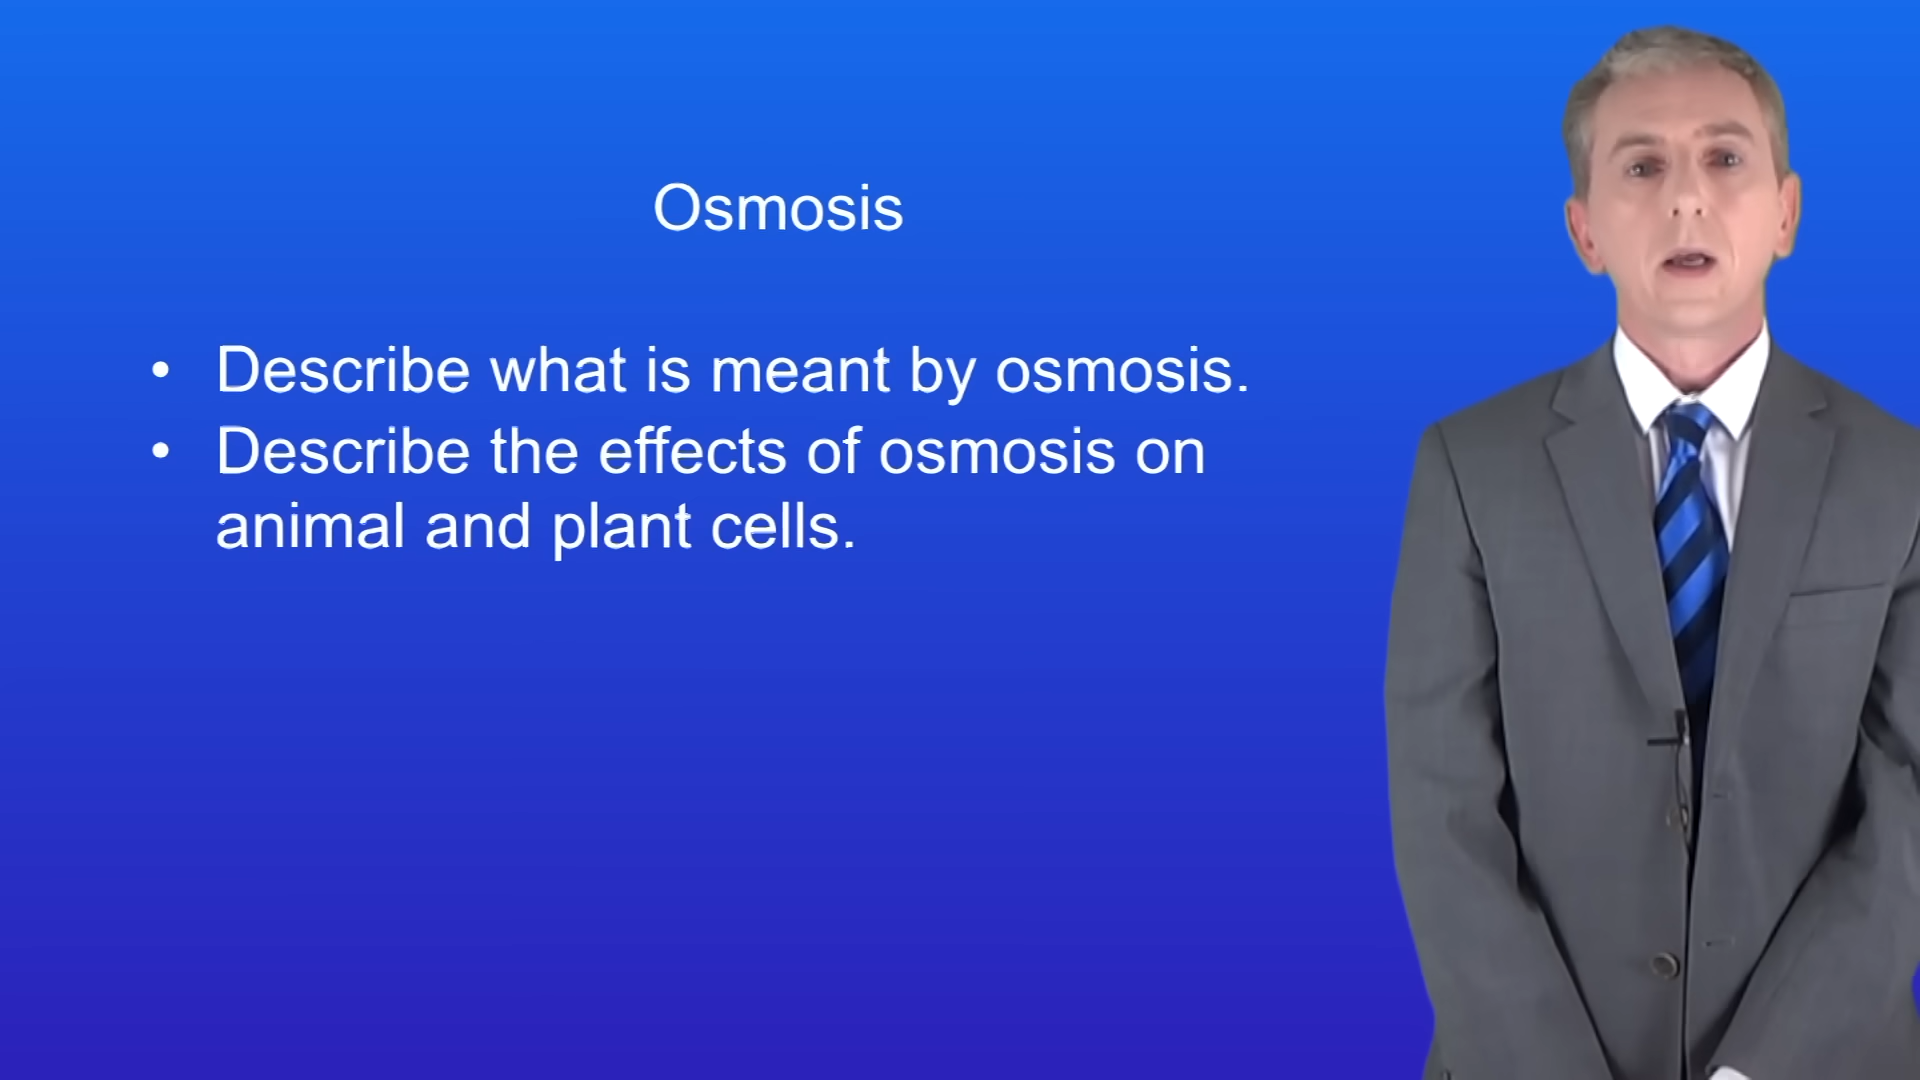 Osmosis
• Describe what is meant by osmosis.
• Describe the effects of osmosis on
animal and plant cells.